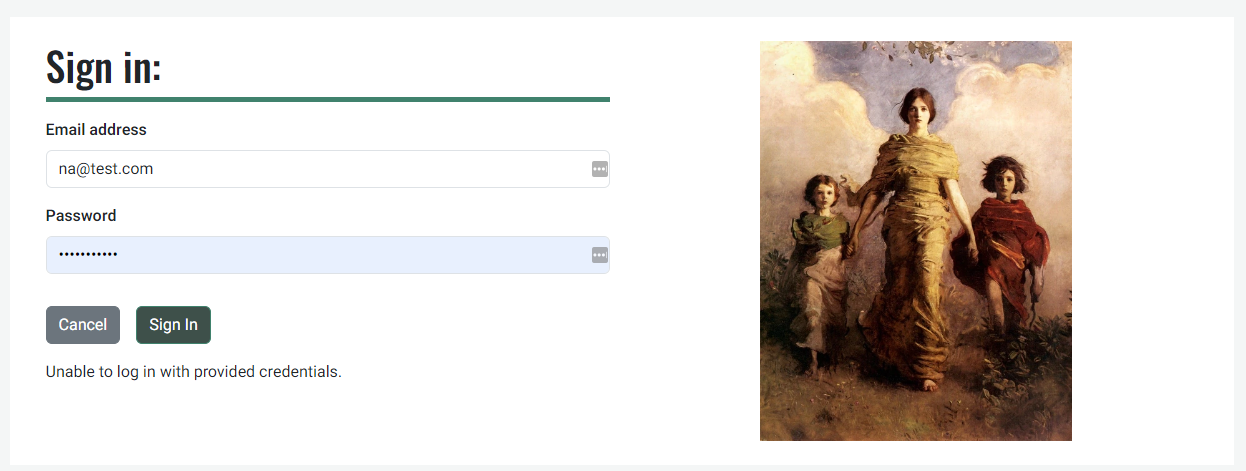 Sign in:
Email address
na@test.com
Password
•••••••••••
Cancel Sign In
Unable to log in with provided credentials.